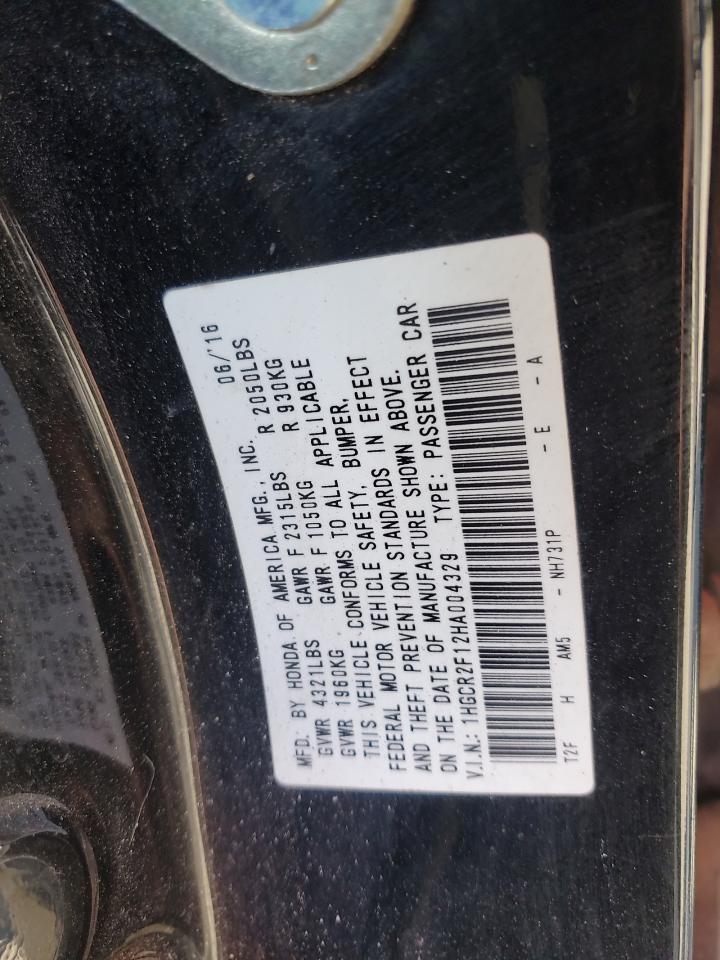 MFD. BY HONDA OF AMERICA MFG., INC. 06/'16
GVWR 4321LBS GAWR F 2315LBS R 2050LBS
GVWR 1960KG GAWR F 1050KG R 930KG
THIS VEHICLE CONFORMS TO ALL APPLICABLE
FEDERAL MOTOR VEHICLE SAFETY, BUMPER,
AND THEFT PREVENTION STANDARDS IN EFFECT
ON THE DATE OF MANUFACTURE SHOWN ABOVE.
V.I.N.: 1HGCR2F12HA004329 TYPE: PASSENGER CAR
T2F H AM5 - NH731P - E - A